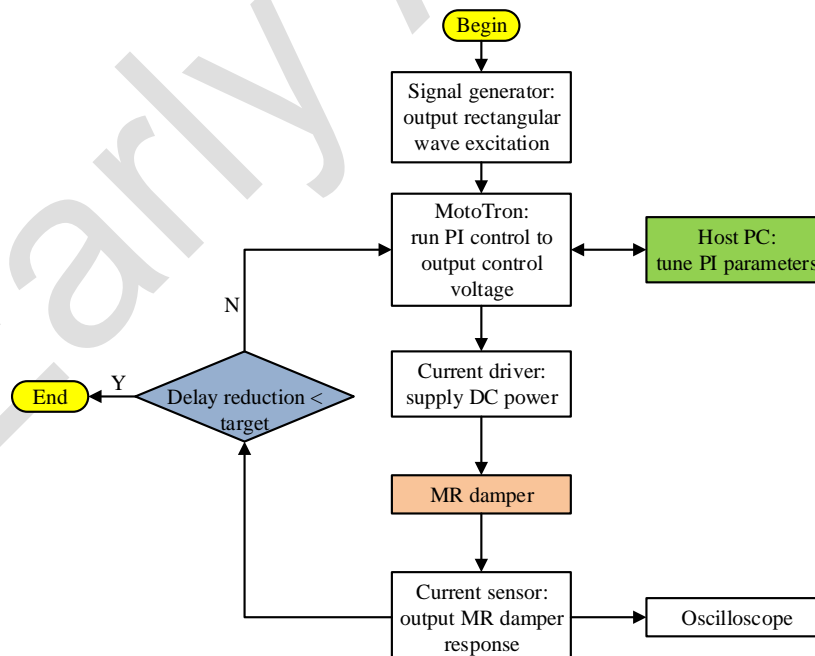 Begin
Signal generator:
output rectangular
wave excitation
MotoTron:
run PI control to
output control
voltage
Host PC:
tune PI parameters
N
Current driver:
supply DC power
End
Y
Delay reduction <
target
MR damper
Current sensor:
output MR damper
response
Oscilloscope
Early